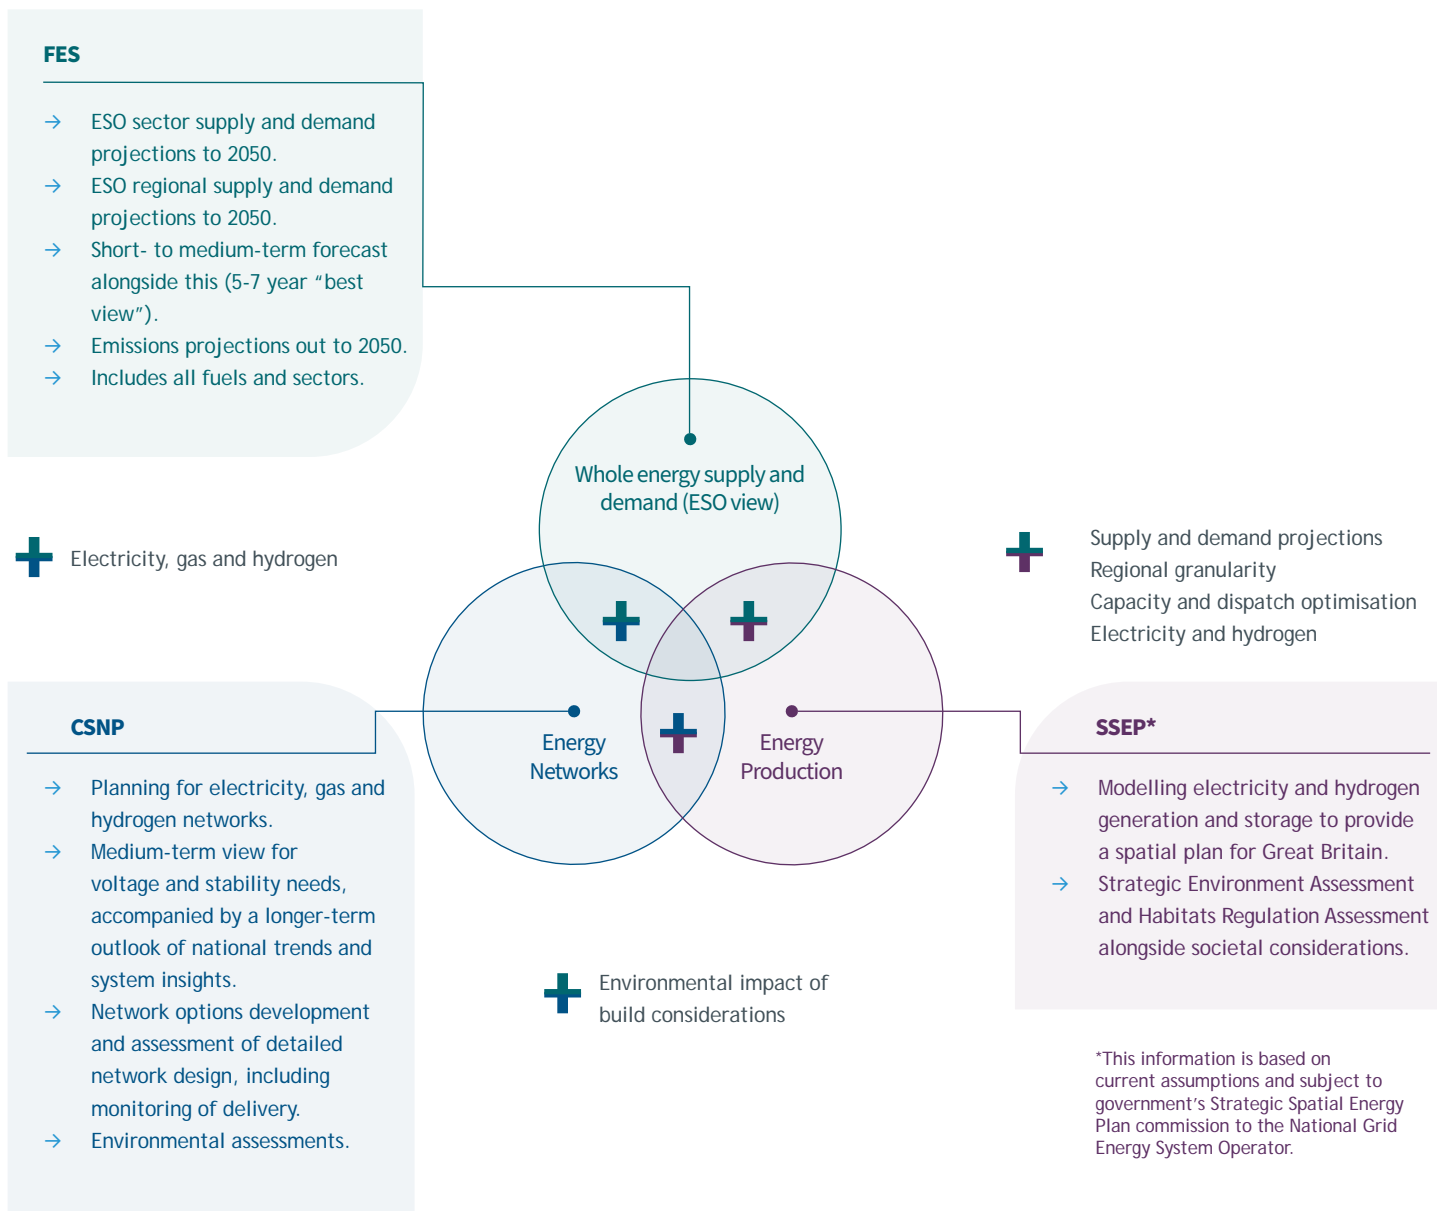 FES
→ ESO sector supply and demand
projections to 2050.
→ ESO regional supply and demand
projections to 2050.
→ Short- to medium-term forecast
alongside this (5-7 year “best
view”).
→ Emissions projections out to 2050.
→ Includes all fuels and sectors.
Whole energy supply and
demand (ESO view)
Electricity, gas and hydrogen
Supply and demand projections
Regional granularity
Capacity and dispatch optimisation
Electricity and hydrogen
Energy
Networks
Energy
Production
CSNP
→ Planning for electricity, gas and
hydrogen networks.
→ Medium-term view for
voltage and stability needs,
accompanied by a longer-term
outlook of national trends and
system insights.
→ Network options development
and assessment of detailed
network design, including
monitoring of delivery.
→ Environmental assessments.
SSEP*
→ Modelling electricity and hydrogen
generation and storage to provide
a spatial plan for Great Britain.
→ Strategic Environment Assessment
and Habitats Regulation Assessment
alongside societal considerations.
Environmental impact of
build considerations
*This information is based on
current assumptions and subject to
government’s Strategic Spatial Energy
Plan commission to the National Grid
Energy System Operator.